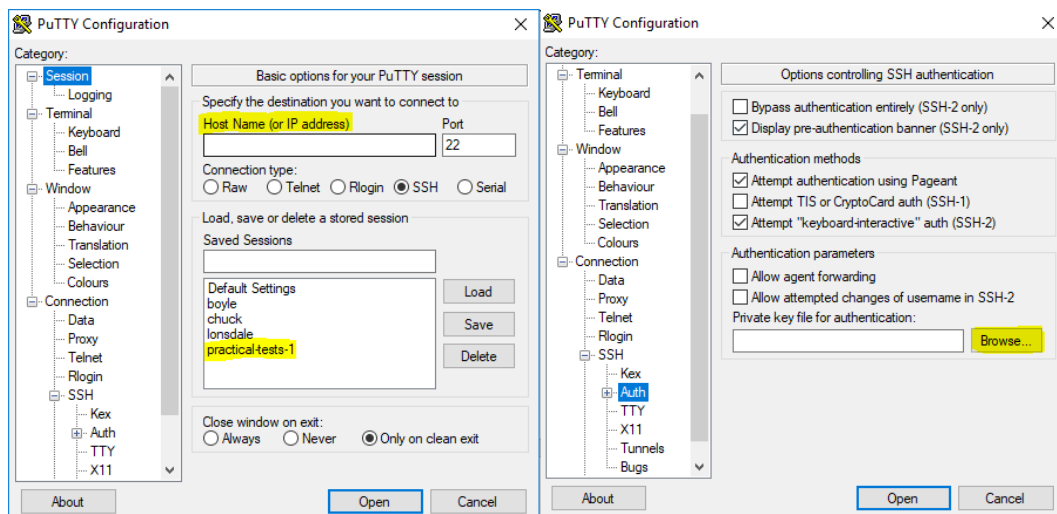 PuTTY Configuration
Category:
Session
Logging
Terminal
Keyboard
Bell
Features
Window
Appearance
Behaviour
Translation
Selection
Colours
Connection
Data
Proxy
Telnet
Rlogin
SSH
Kex
Auth
TTY
X11
Basic options for your PuTTY session
Specify the destination you want to connect to
Host Name (or IP address) Port
22
Connection type:
Raw Telnet Rlogin SSH Serial
Load, save or delete a stored session
Saved Sessions
Default Settings
boyle
chuck
lonsdale
practical-tests-1
Load
Save
Delete
Close window on exit:
Always Never Only on clean exit
About Open Cancel
PuTTY Configuration
Category:
Terminal
Keyboard
Bell
Features
Window
Appearance
Behaviour
Translation
Selection
Colours
Connection
Data
Proxy
Telnet
Rlogin
SSH
Kex
Auth
TTY
X11
Tunnels
Bugs
Options controlling SSH authentication
Bypass authentication entirely (SSH-2 only)
Display pre-authentication banner (SSH-2 only)
Authentication methods
Attempt authentication using Pageant
Attempt TIS or CryptoCard auth (SSH-1)
Attempt "keyboard-interactive" auth (SSH-2)
Authentication parameters
Allow agent forwarding
Allow attempted changes of username in SSH-2
Private key file for authentication:
Browse...
About Open Cancel